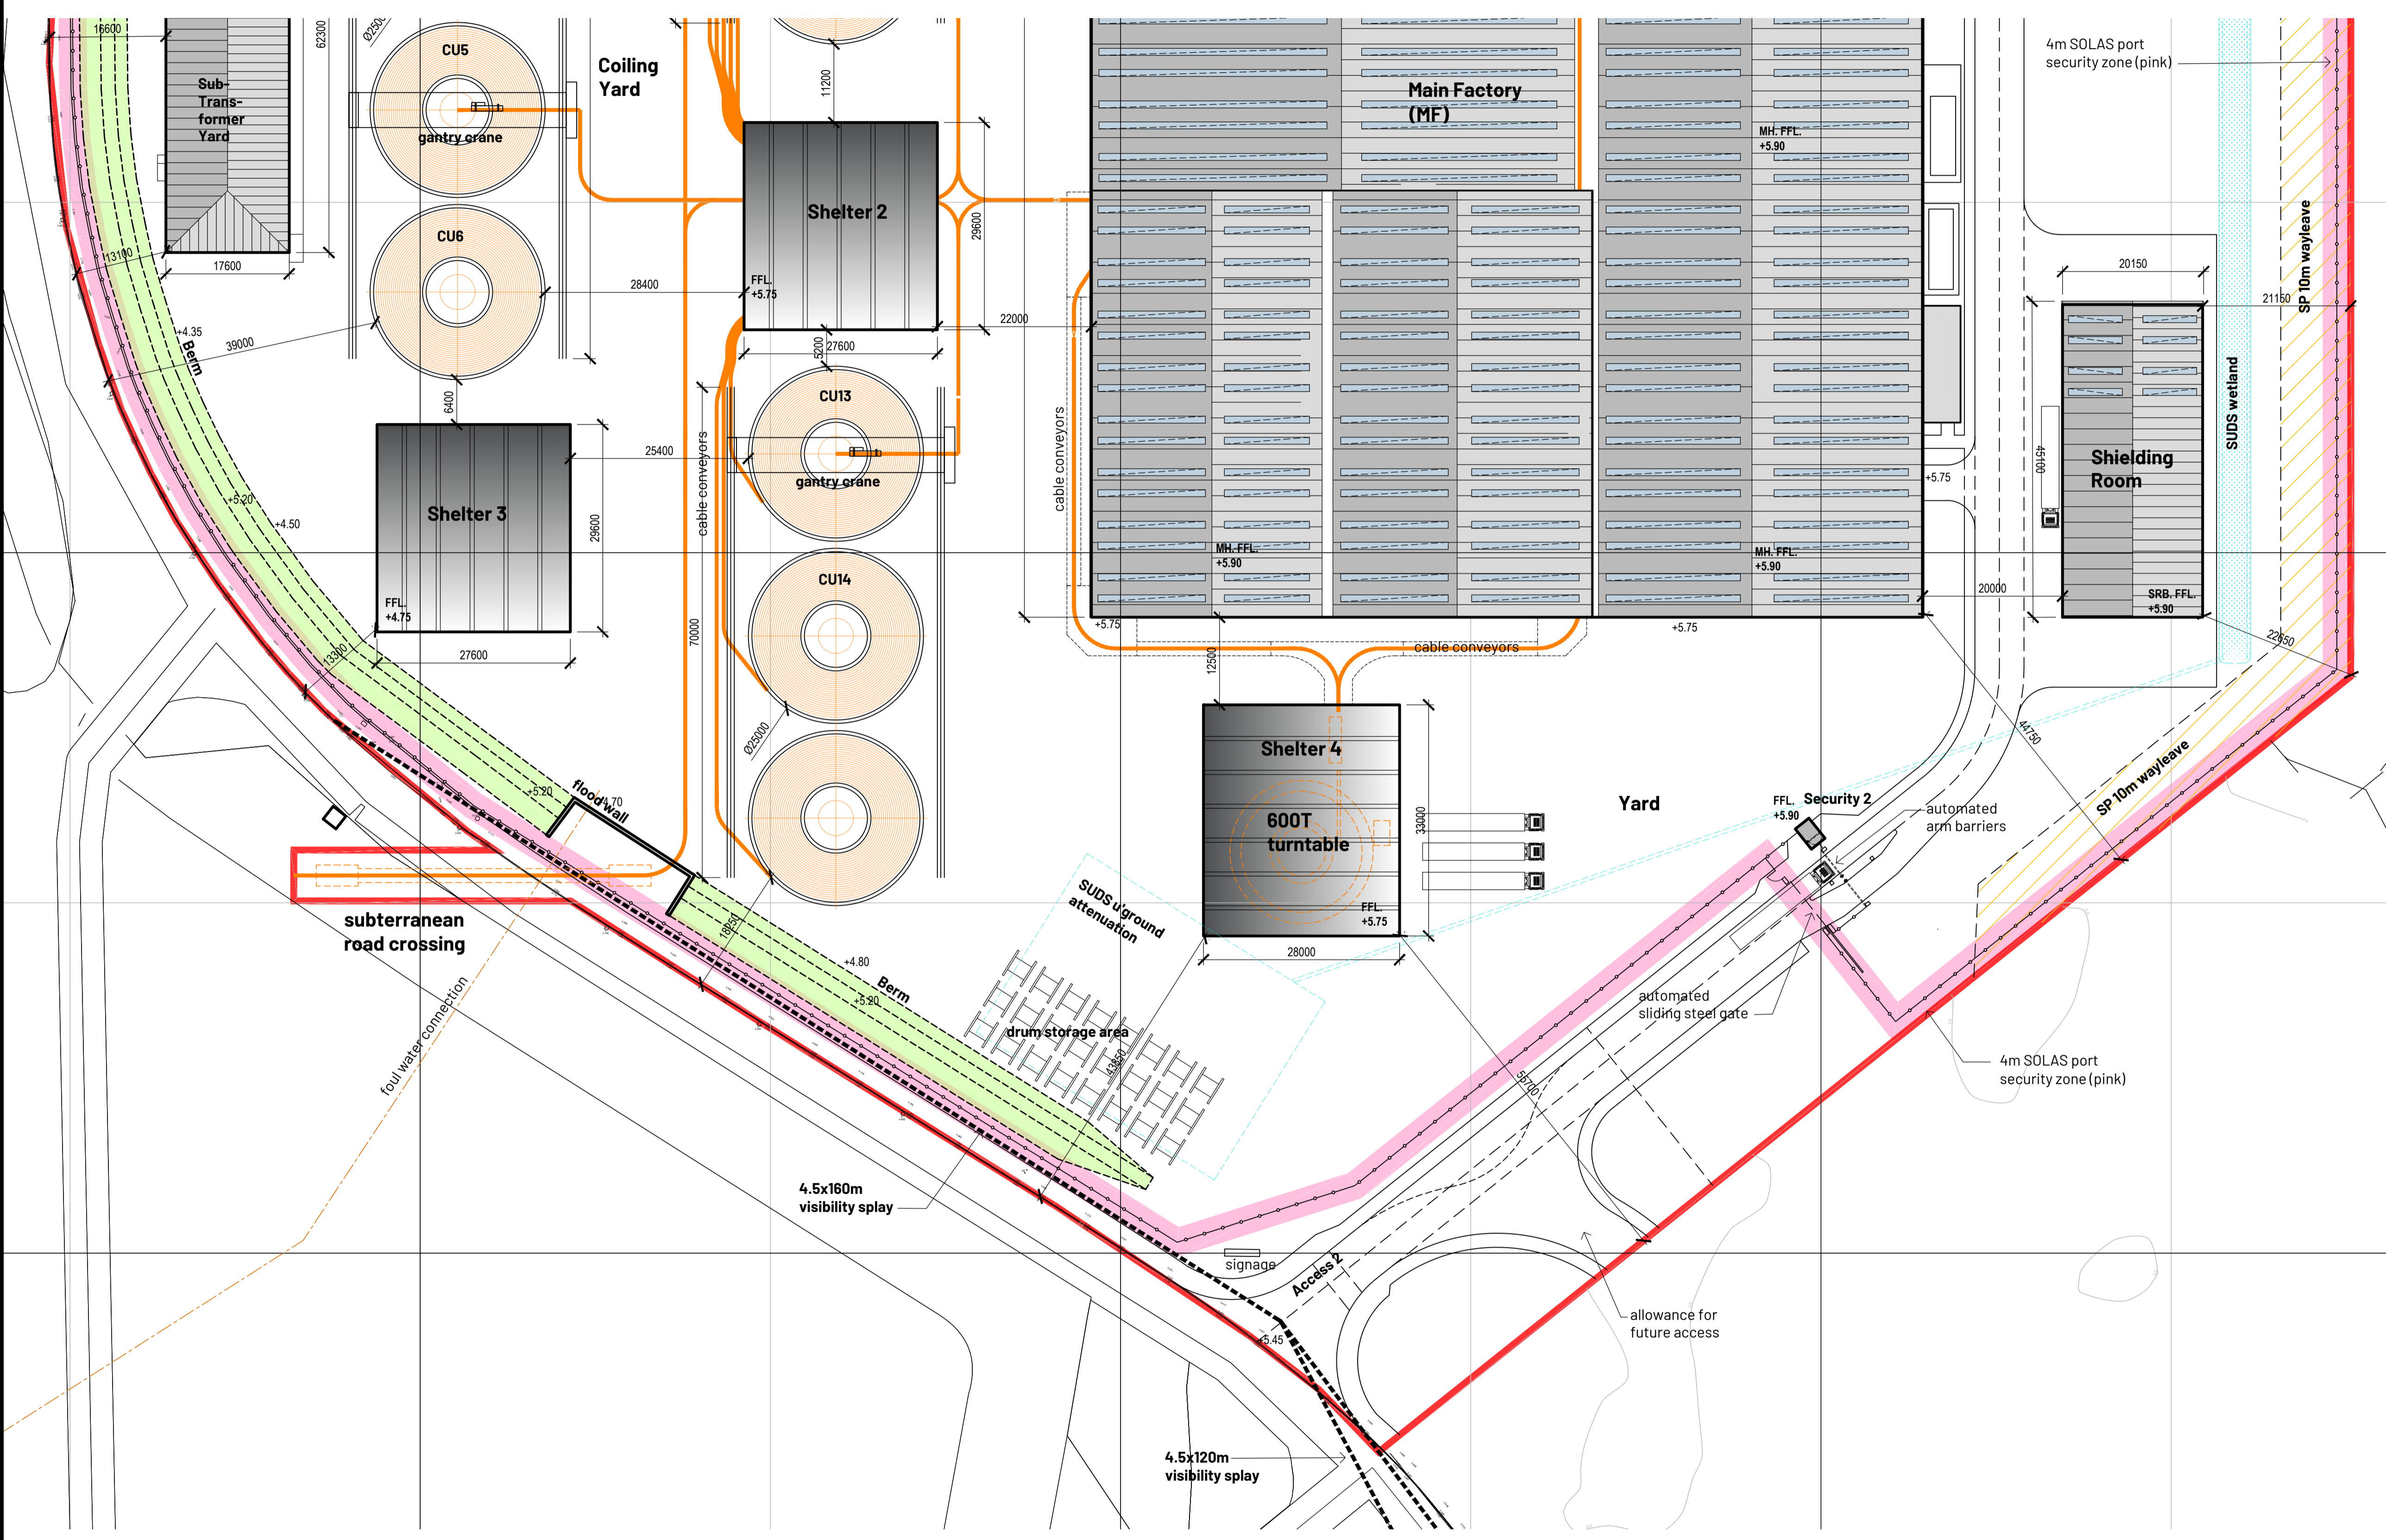 16600
62300
Ø2500
CU5
Coiling
Yard
Sub-
Trans-
former
Yard
gantry crane
11200
Main Factory
(MF)
MH. FFL.
+5.90
4m SOLAS port
security zone (pink)
13100
17600
CU6
28400
Shelter 2
FFL.
+5.75
29600
22000
27600
5200
+4.35
Berm
39000
6400
SP 10m wayleave
20150
21150
SUDS wetland
45100
Shielding
Room
SRB. FFL.
+5.90
20000
22650
+5.75
CU13
gantry crane
cable conveyors
cable conveyors
25400
70000
Shelter 3
29600
FFL.
+4.75
27600
13300
+5.20
+4.50
CU14
Ø25000
MH. FFL.
+5.90
MH. FFL.
+5.90
+5.75
+5.75
12500
cable conveyors
Shelter 4
600T
turntable
33000
FFL.
+5.75
28000
Yard
44750
FFL.
+5.90
Security 2
automated
arm barriers
SP 10m wayleave
+5.20
flood wall
+4.70
subterranean
road crossing
18250
foul water connection
SUDS u'ground
attenuation
+4.80
Berm
+5.20
drum storage area
43850
55700
automated
sliding steel gate
4m SOLAS port
security zone (pink)
4.5x160m
visibility splay
signage
Access 2
+5.45
allowance for
future access
4.5x120m
visibility splay